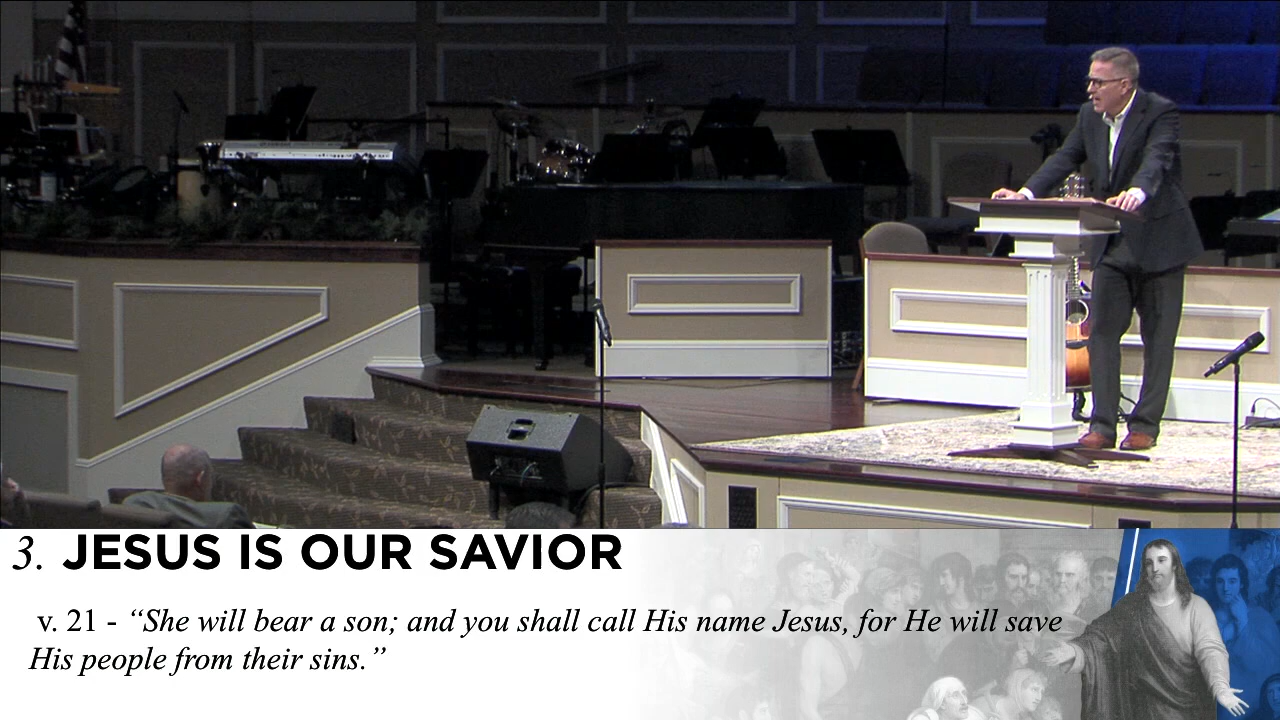 3. JESUS IS OUR SAVIOR
v. 21 - “She will bear a son; and you shall call His name Jesus, for He will save
His people from their sins.”